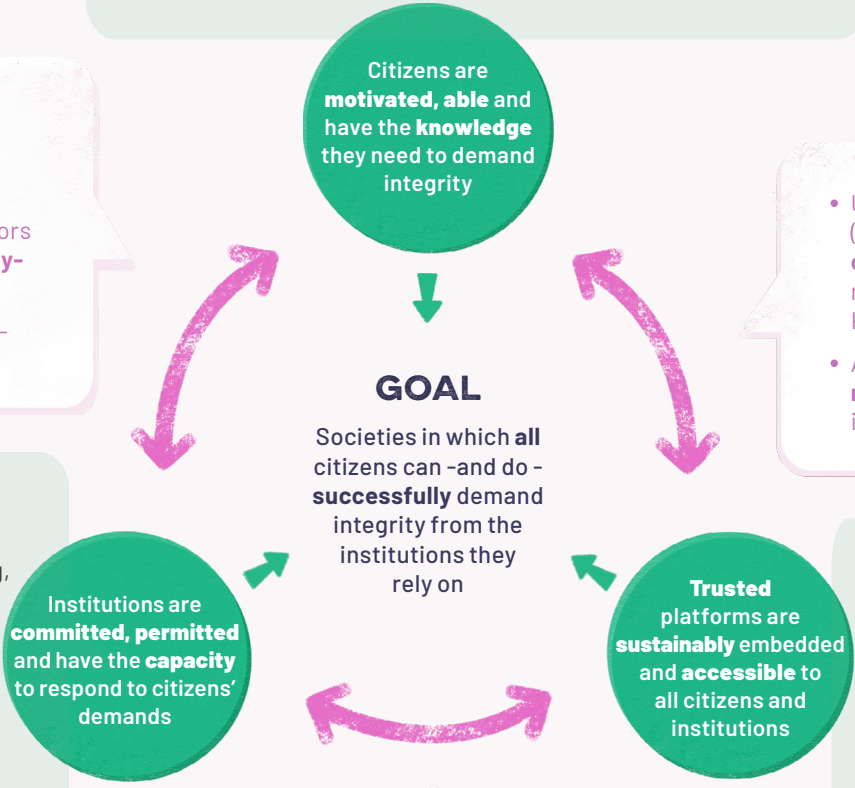 Citizens are
motivated, able and
have the knowledge
they need to demand
integrity
GOAL
Societies in which all
citizens can -and do -
successfully demand
integrity from the
institutions they
rely on
Institutions are
committed, permitted
and have the capacity
to respond to citizens’
demands
Trusted
platforms are
sustainably embedded
and accessible to
all citizens and
institutions